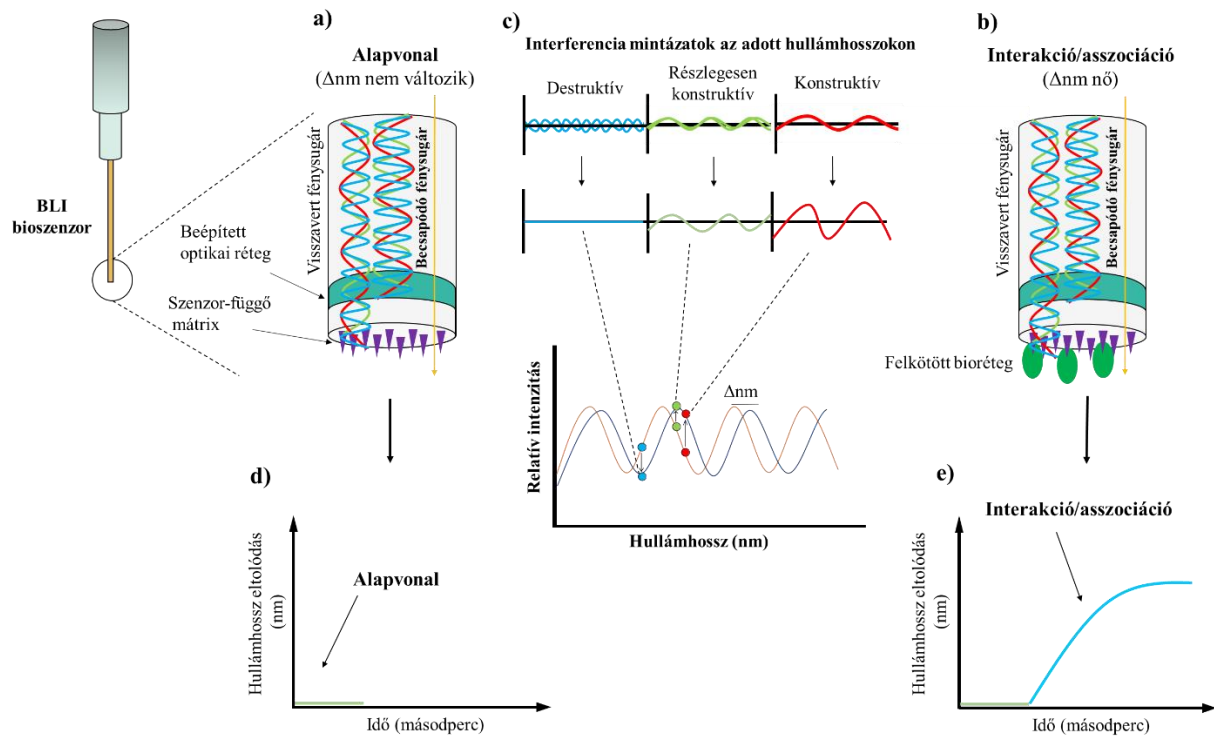 a)
Alapvonal
(Δnm nem változik)
BLI
bioszenzor
Beépített
optikai réteg
Szenzor-függő
mátrix
Visszavert fénysugár
Becsapódó fénysugár
c)
Interferencia mintázatok az adott hullámhosszokon
Destruktív
Részlegesen
konstruktív
Konstruktív
Δnm
Relatív intenzitás
Hullámhossz (nm)
b)
Interakció/asszociáció
(Δnm nő)
Visszavert fénysugár
Becsapódó fénysugár
Felkötött bioréteg
d)
Alapvonal
Hullámhossz eltolódás
(nm)
Idő (másodperc)
e)
Interakció/asszociáció
Hullámhossz eltolódás
(nm)
Idő (másodperc)